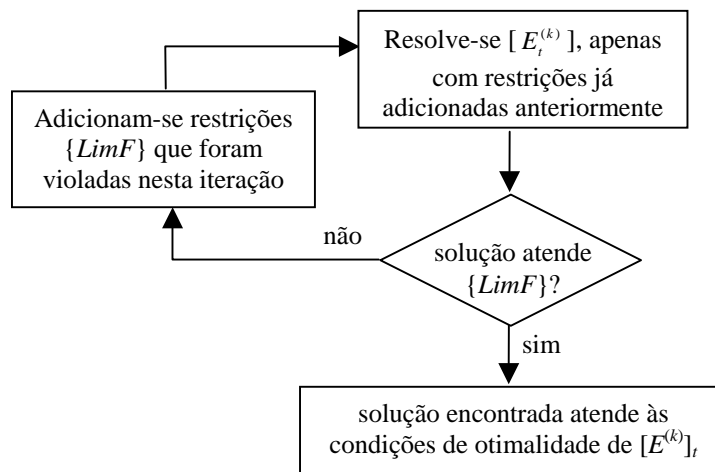 Resolve-se [ E_t^(k) ], apenas
com restrições já
adicionadas anteriormente
Adicionam-se restrições
{LimF} que foram
violadas nesta iteração
não
solução atende
{LimF}?
sim
solução encontrada atende às
condições de otimalidade de [E^(k)]_t